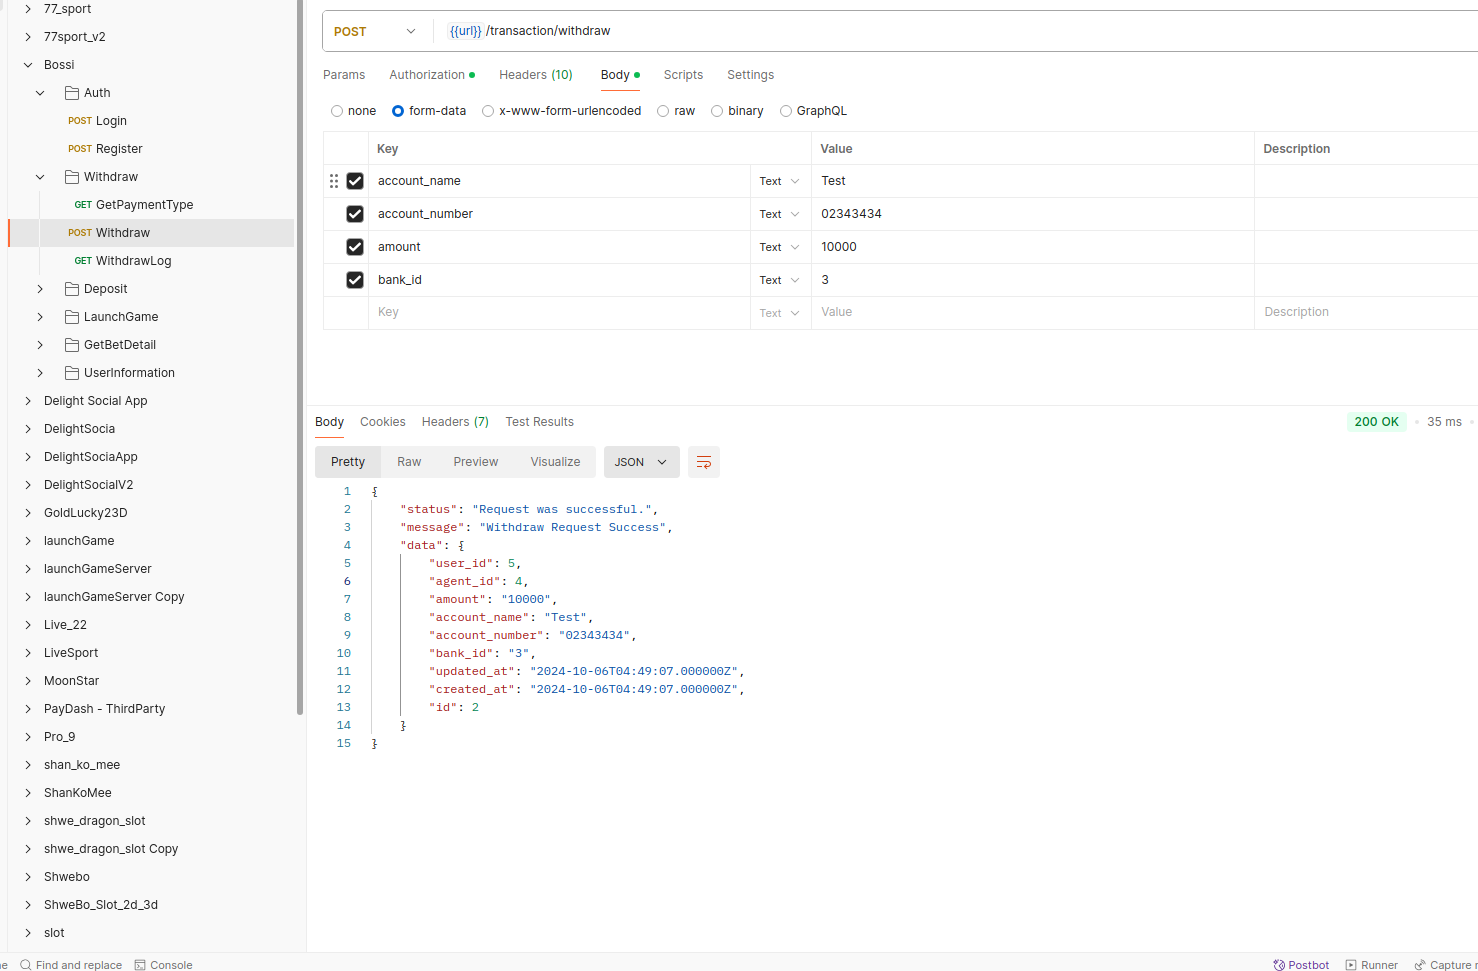 77_sport
77sport_v2
Bossi
Auth
POST Login
POST Register
Withdraw
GET GetPaymentType
POST Withdraw
GET WithdrawLog
Deposit
LaunchGame
GetBetDetail
UserInformation
Delight Social App
DelightSocia
DelightSociaApp
DelightSocialV2
GoldLucky23D
launchGame
launchGameServer
launchGameServer Copy
Live_22
LiveSport
MoonStar
PayDash - ThirdParty
Pro_9
shan_ko_mee
ShanKoMee
shwe_dragon_slot
shwe_dragon_slot Copy
Shwebo
ShweBo_Slot_2d_3d
slot
POST {{url}} /transaction/withdraw
Params Authorization Headers (10) Body Scripts Settings
none form-data x-www-form-urlencoded raw binary GraphQL
Key Value Description
account_name Text Test
account_number Text 02343434
amount Text 10000
bank_id Text 3
Key Text Value Description
Body Cookies Headers (7) Test Results 200 OK 35 ms
Pretty Raw Preview Visualize JSON
1 {
2 "status": "Request was successful.",
3 "message": "Withdraw Request Success",
4 "data": {
5 "user_id": 5,
6 "agent_id": 4,
7 "amount": "10000",
8 "account_name": "Test",
9 "account_number": "02343434",
10 "bank_id": "3",
11 "updated_at": "2024-10-06T04:49:07.000000Z",
12 "created_at": "2024-10-06T04:49:07.000000Z",
13 "id": 2
14 }
15 }
Find and replace Console Postbot Runner Capture